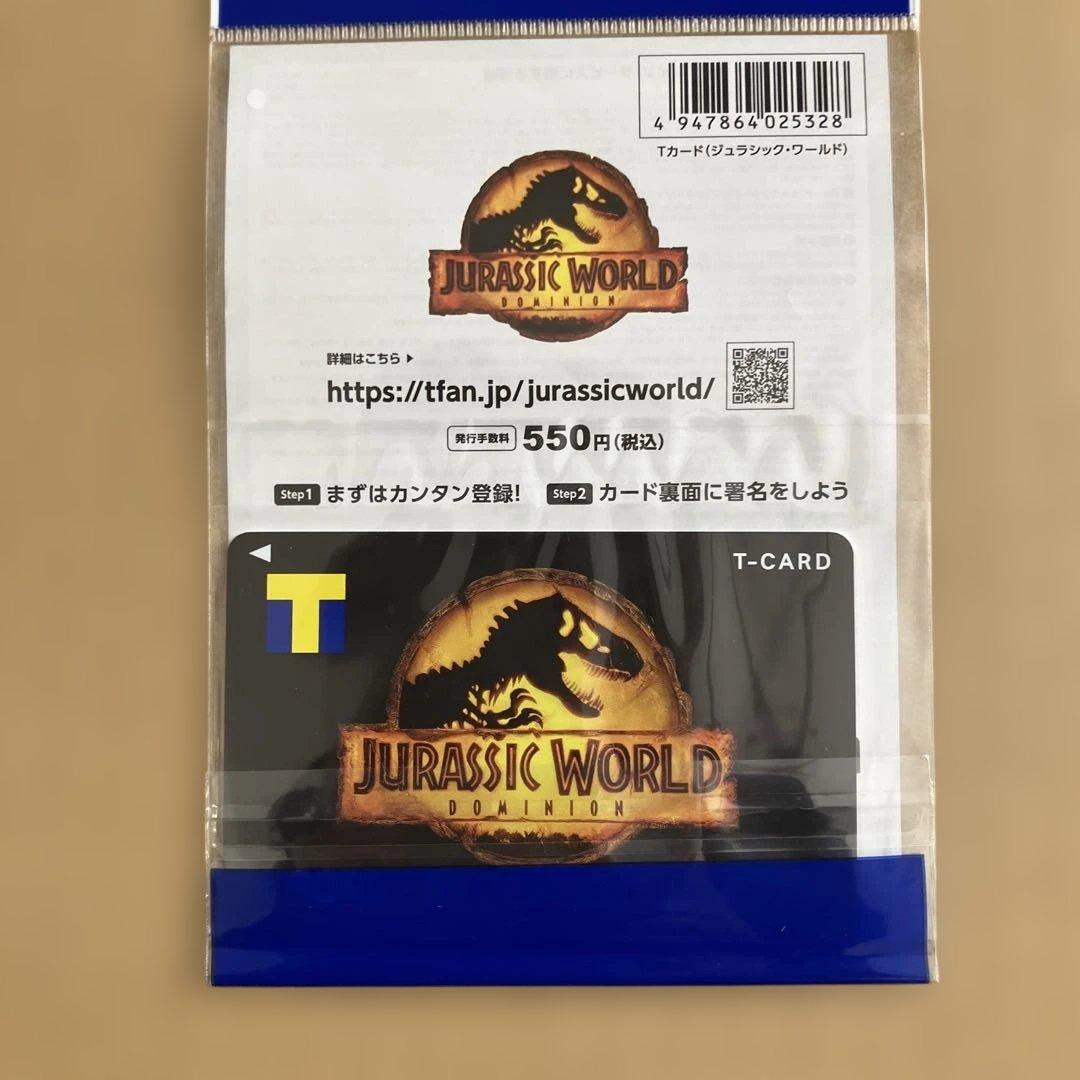 4 947864 025328
Tカード(ジュラシック・ワールド)
JURASSIC WORLD
DOMINION
詳細はこちら
https://tfan.jp/jurassicworld/
発行手数料 550円(税込)
Step1 まずはカンタン登録! Step2 カード裏面に署名をしよう
T-CARD
T
JURASSIC WORLD
DOMINION